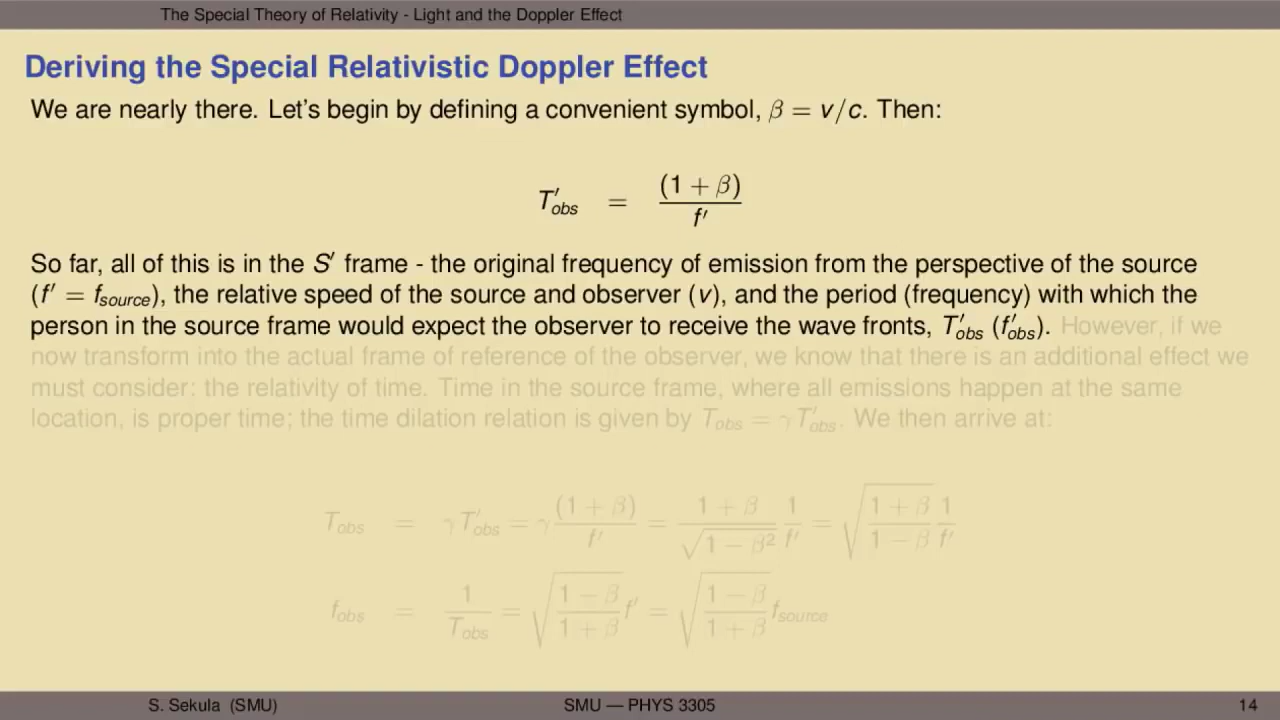 The Special Theory of Relativity - Light and the Doppler Effect
Deriving the Special Relativistic Doppler Effect
We are nearly there. Let's begin by defining a convenient symbol, β = v/c. Then:
T′obs = (1 + β) / f′
So far, all of this is in the S′ frame - the original frequency of emission from the perspective of the source
(f′ = fsource), the relative speed of the source and observer (v), and the period (frequency) with which the
person in the source frame would expect the observer to receive the wave fronts, T′obs (f′obs). However, if we
now transform into the actual frame of reference of the observer, we know that there is an additional effect we
must consider: the relativity of time. Time in the source frame, where all emissions happen at the same
location, is proper time; the time dilation relation is given by Tobs = γT′obs. We then arrive at:
Tobs = γT′obs = γ (1 + β) / f′ = (1 + β) / √(1 − β²) 1/f′ = √((1 + β) / (1 − β)) 1/f′
fobs = 1/Tobs = √((1 − β) / (1 + β)) f′ = √((1 − β) / (1 + β)) fsource
S. Sekula (SMU) SMU — PHYS 3305 14